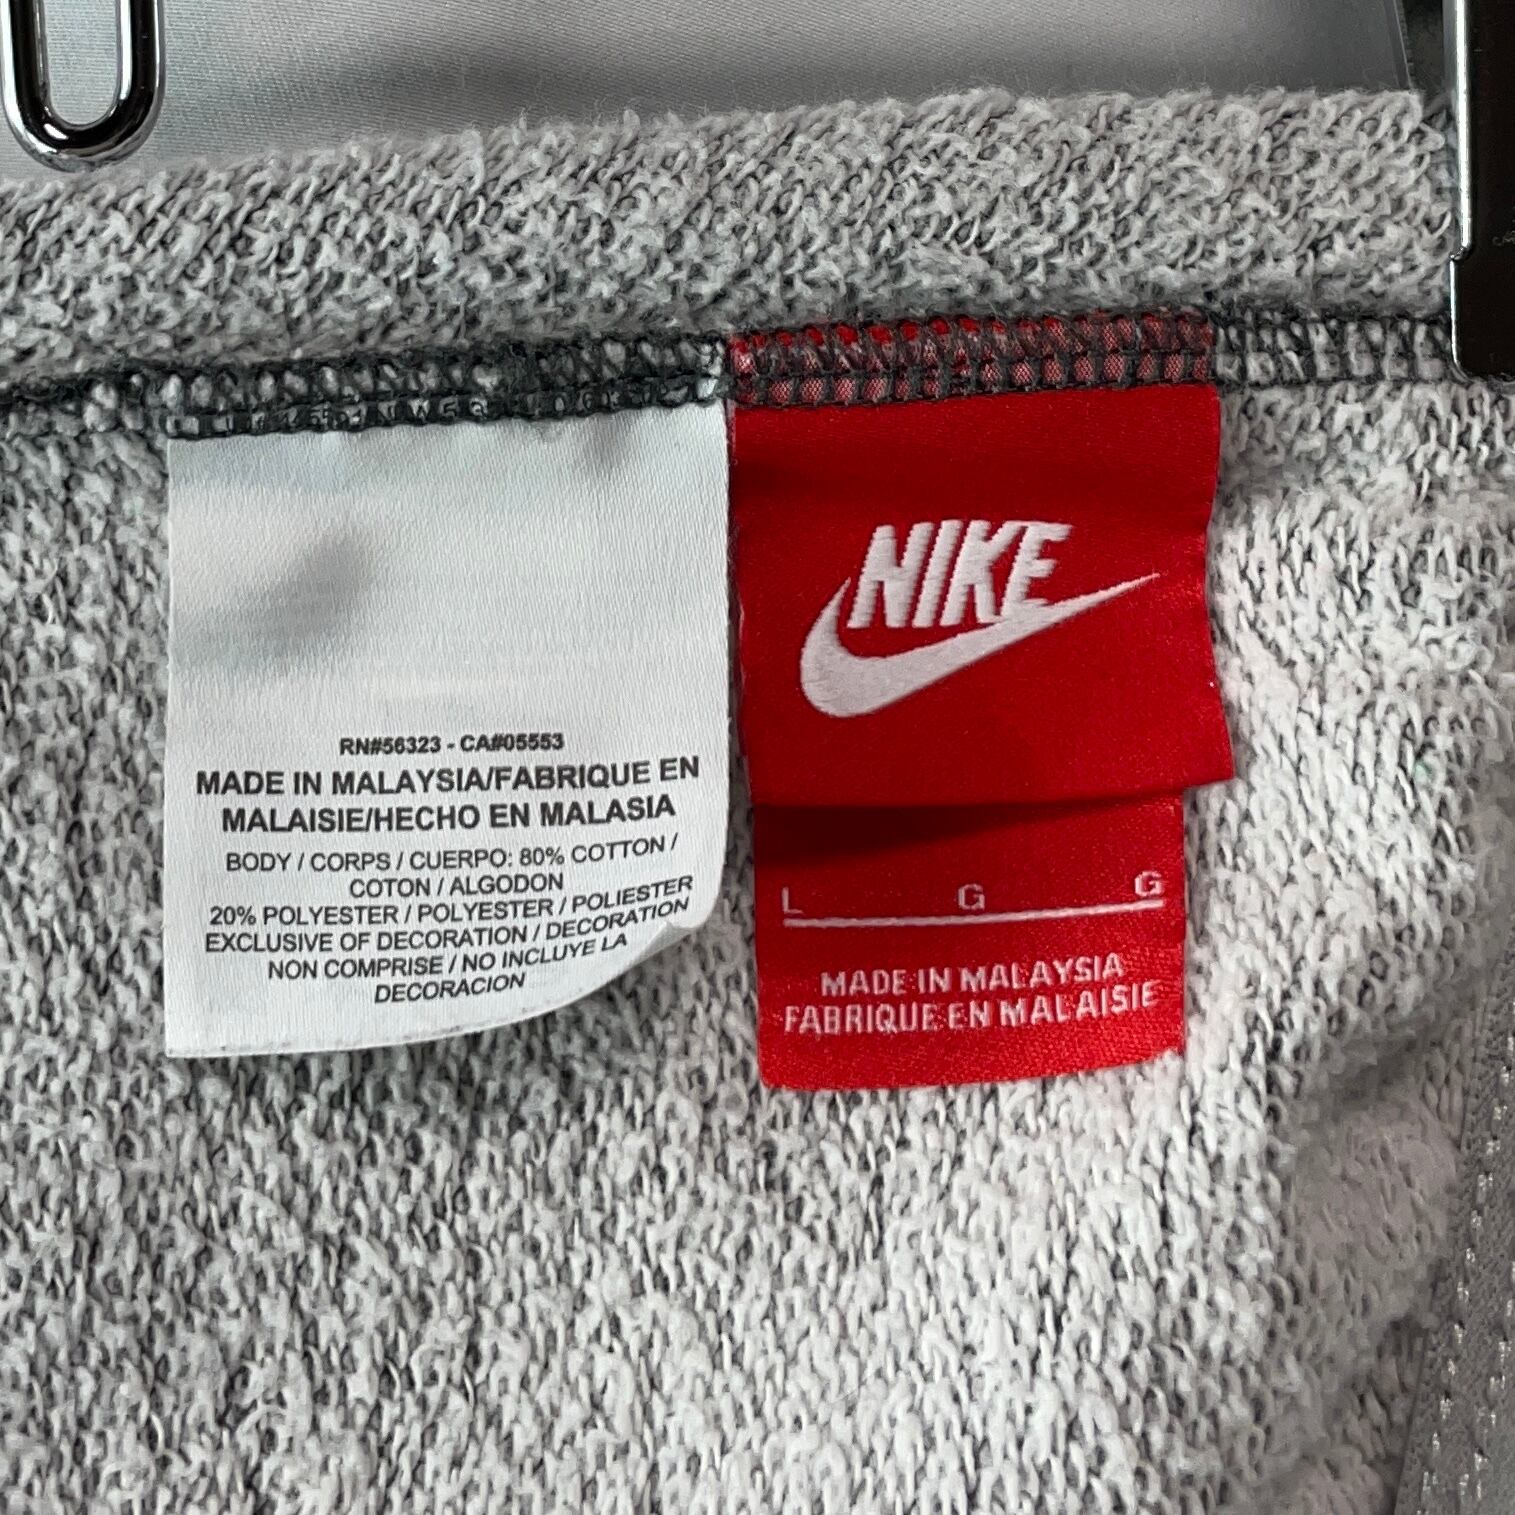 RN#56323 - CA#05553
MADE IN MALAYSIA/FABRIQUE EN
MALAISIE/HECHO EN MALASIA
BODY / CORPS / CUERPO: 80% COTTON /
COTON / ALGODON
20% POLYESTER / POLYESTER / POLIESTER
EXCLUSIVE OF DECORATION / DECORATION
NON COMPRISE / NO INCLUYE LA
DECORACION
NIKE
L G G
MADE IN MALAYSIA
FABRIQUE EN MALAISIE